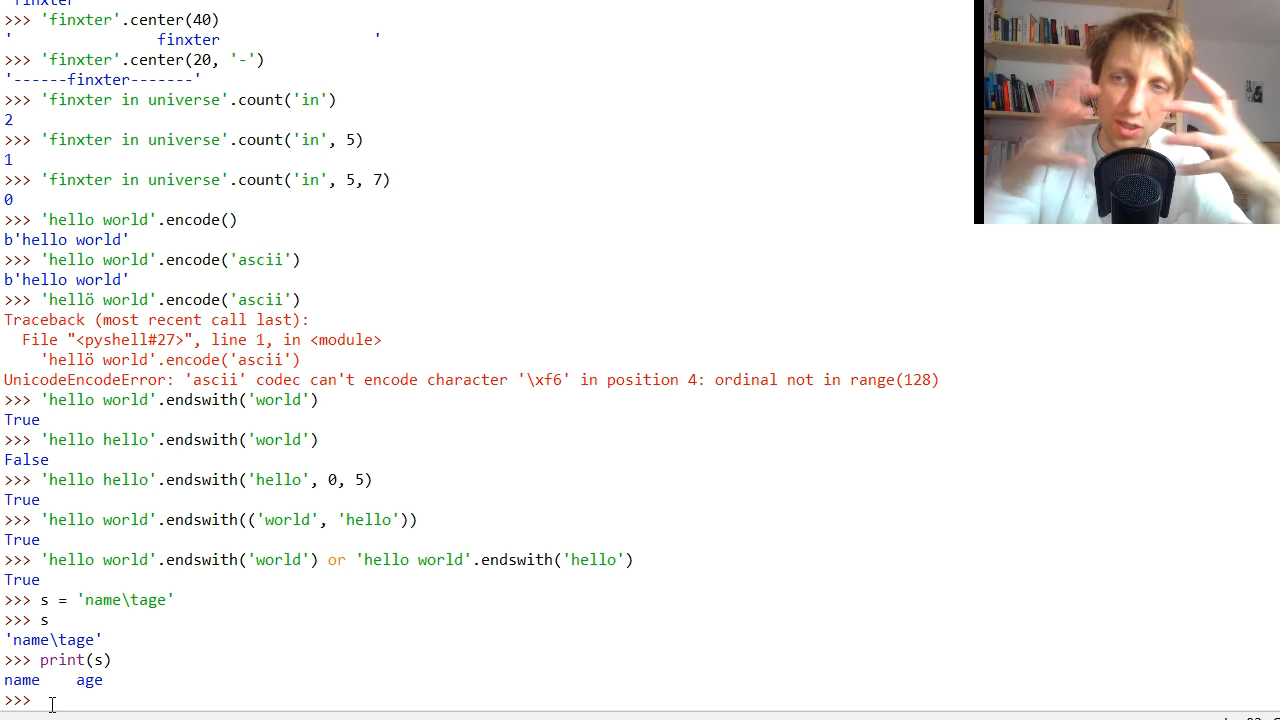 'finxter'
>>> 'finxter'.center(40)
'                finxter                 '
>>> 'finxter'.center(20, '-')
'------finxter-------'
>>> 'finxter in universe'.count('in')
2
>>> 'finxter in universe'.count('in', 5)
1
>>> 'finxter in universe'.count('in', 5, 7)
0
>>> 'hello world'.encode()
b'hello world'
>>> 'hello world'.encode('ascii')
b'hello world'
>>> 'hellö world'.encode('ascii')
Traceback (most recent call last):
  File "<pyshell#27>", line 1, in <module>
    'hellö world'.encode('ascii')
UnicodeEncodeError: 'ascii' codec can't encode character '\xf6' in position 4: ordinal not in range(128)
>>> 'hello world'.endswith('world')
True
>>> 'hello hello'.endswith('world')
False
>>> 'hello hello'.endswith('hello', 0, 5)
True
>>> 'hello world'.endswith(('world', 'hello'))
True
>>> 'hello world'.endswith('world') or 'hello world'.endswith('hello')
True
>>> s = 'name\tage'
>>> s
'name\tage'
>>> print(s)
name    age
>>>